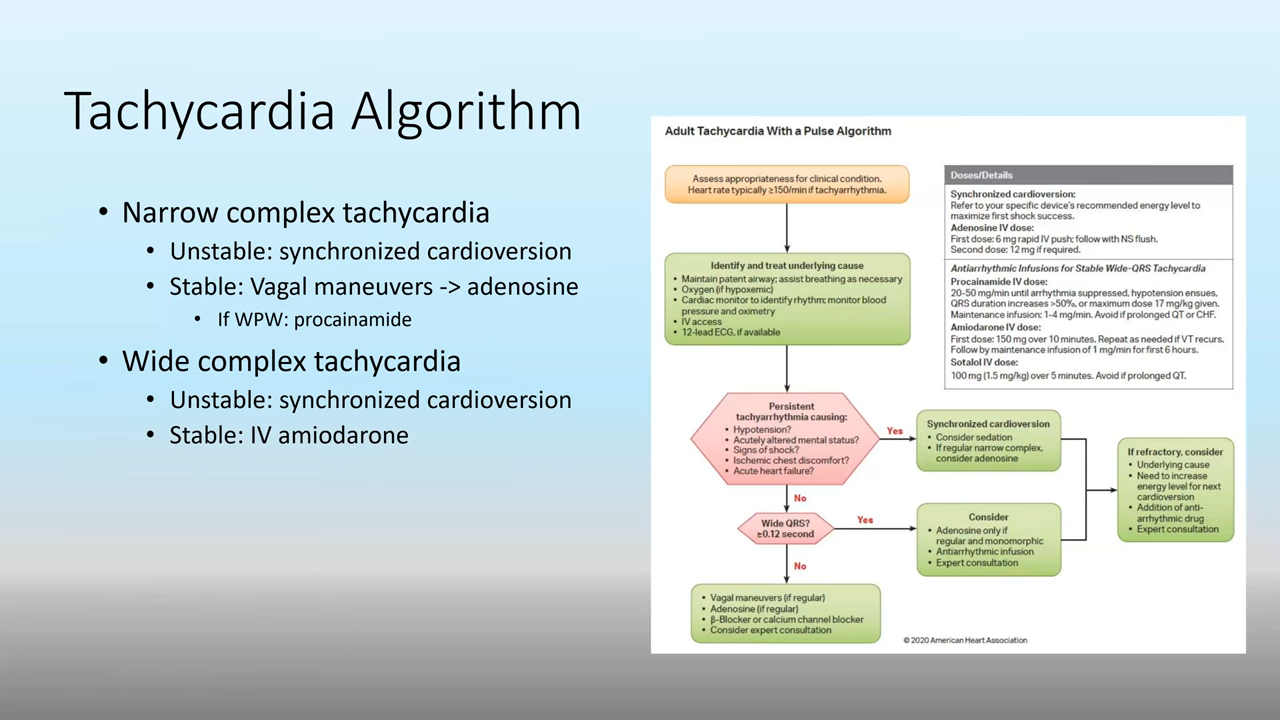 Tachycardia Algorithm
• Narrow complex tachycardia
• Unstable: synchronized cardioversion
• Stable: Vagal maneuvers -> adenosine
• If WPW: procainamide
• Wide complex tachycardia
• Unstable: synchronized cardioversion
• Stable: IV amiodarone
Adult Tachycardia With a Pulse Algorithm
Assess appropriateness for clinical condition.
Heart rate typically ≥150/min if tachyarrhythmia.
Identify and treat underlying cause
• Maintain patent airway; assist breathing as necessary
• Oxygen (if hypoxemic)
• Cardiac monitor to identify rhythm; monitor blood
pressure and oximetry
• IV access
• 12-lead ECG, if available
Persistent
tachyarrhythmia causing:
• Hypotension?
• Acutely altered mental status?
• Signs of shock?
• Ischemic chest discomfort?
• Acute heart failure?
Yes
Synchronized cardioversion
• Consider sedation
• If regular narrow complex,
consider adenosine
If refractory, consider
• Underlying cause
• Need to increase
energy level for next
cardioversion
• Addition of anti-
arrhythmic drug
• Expert consultation
No
Wide QRS?
≥0.12 second
Yes
Consider
• Adenosine only if
regular and monomorphic
• Antiarrhythmic infusion
• Expert consultation
No
• Vagal maneuvers (if regular)
• Adenosine (if regular)
• β-Blocker or calcium channel blocker
• Consider expert consultation
Doses/Details
Synchronized cardioversion:
Refer to your specific device's recommended energy level to
maximize first shock success.
Adenosine IV dose:
First dose: 6 mg rapid IV push; follow with NS flush.
Second dose: 12 mg if required.
Antiarrhythmic Infusions for Stable Wide-QRS Tachycardia
Procainamide IV dose:
20-50 mg/min until arrhythmia suppressed, hypotension ensues,
QRS duration increases >50%, or maximum dose 17 mg/kg given.
Maintenance infusion: 1-4 mg/min. Avoid if prolonged QT or CHF.
Amiodarone IV dose:
First dose: 150 mg over 10 minutes. Repeat as needed if VT recurs.
Follow by maintenance infusion of 1 mg/min for first 6 hours.
Sotalol IV dose:
100 mg (1.5 mg/kg) over 5 minutes. Avoid if prolonged QT.
© 2020 American Heart Association